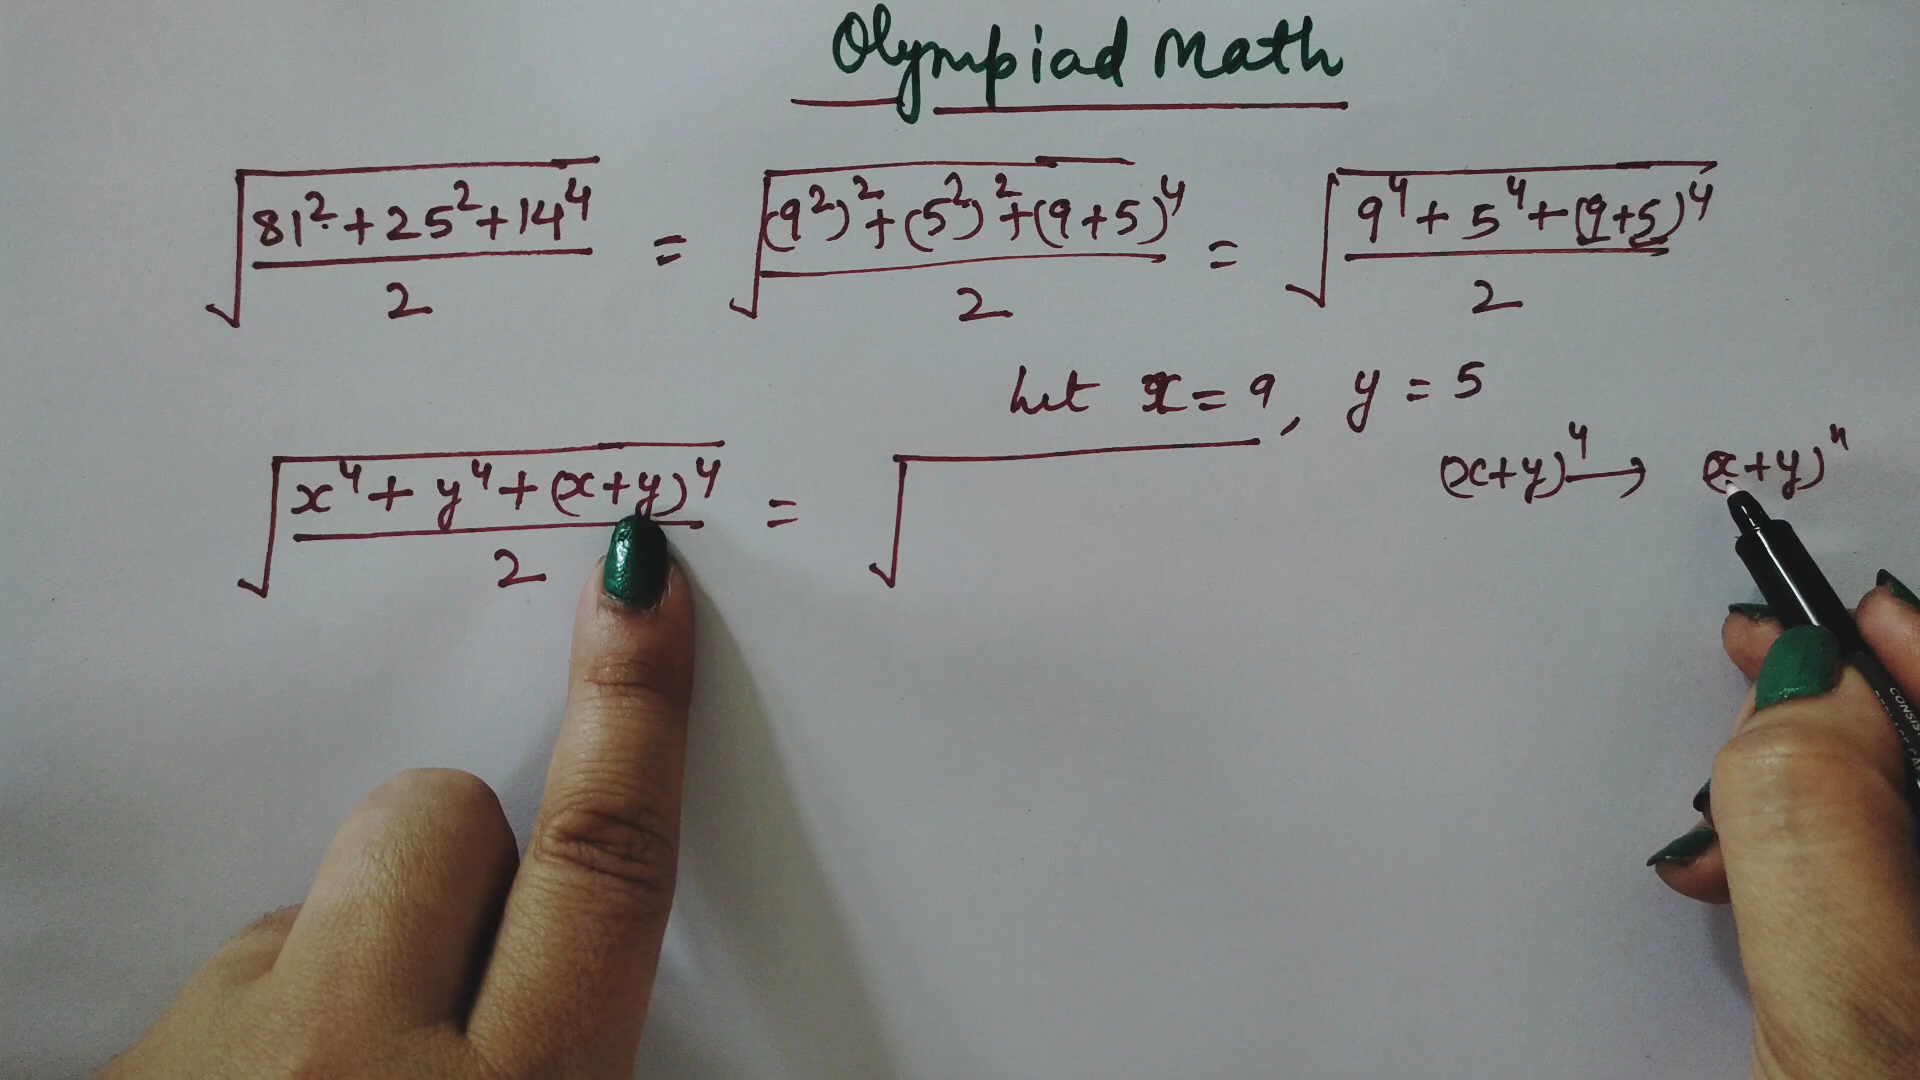 Olympiad Math
√((81² + 25² + 14⁴)/2) = √(((9²)² + (5²)² + (9+5)⁴)/2) = √((9⁴ + 5⁴ + (9+5)⁴)/2)
Let x = 9, y = 5
√((x⁴ + y⁴ + (x+y)⁴)/2) = √ (x+y)⁴ → (x+y)ⁿ